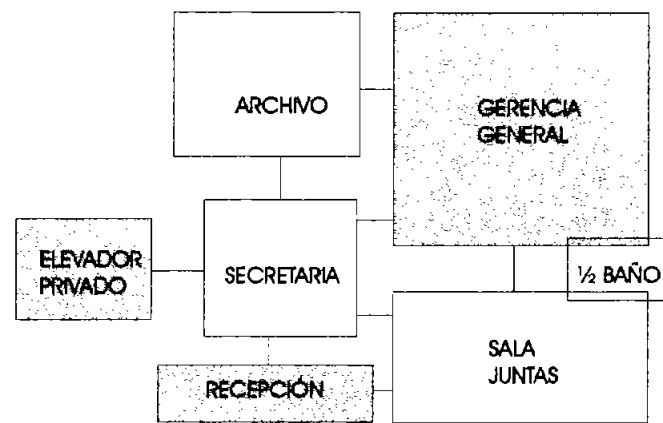 ARCHIVO
GERENCIA
GENERAL
ELEVADOR
PRIVADO
SECRETARIA
½ BAÑO
SALA
JUNTAS
RECEPCIÓN